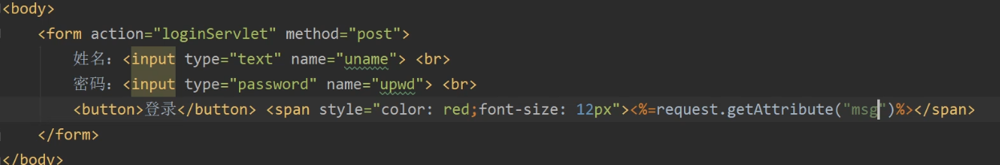 <body>
<form action="loginServlet" method="post">
姓名：<input type="text" name="uname"> <br>
密码：<input type="password" name="upwd"> <br>
<button>登录</button> <span style="color: red;font-size: 12px"><%=request.getAttribute("msg")%></span>
</form>
</body>